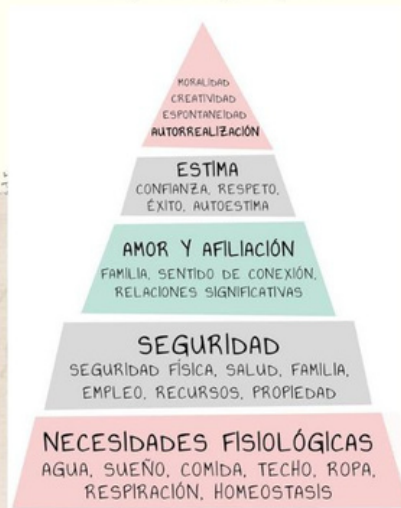 MORALIDAD
CREATIVIDAD
ESPONTANEIDAD
AUTORREALIZACIÓN
ESTIMA
CONFIANZA, RESPETO,
ÉXITO, AUTOESTIMA
AMOR Y AFILIACIÓN
FAMILIA, SENTIDO DE CONEXIÓN,
RELACIONES SIGNIFICATIVAS
SEGURIDAD
SEGURIDAD FÍSICA, SALUD, FAMILIA,
EMPLEO, RECURSOS, PROPIEDAD
NECESIDADES FISIOLÓGICAS
AGUA, SUEÑO, COMIDA, TECHO, ROPA,
RESPIRACIÓN, HOMEOSTASIS